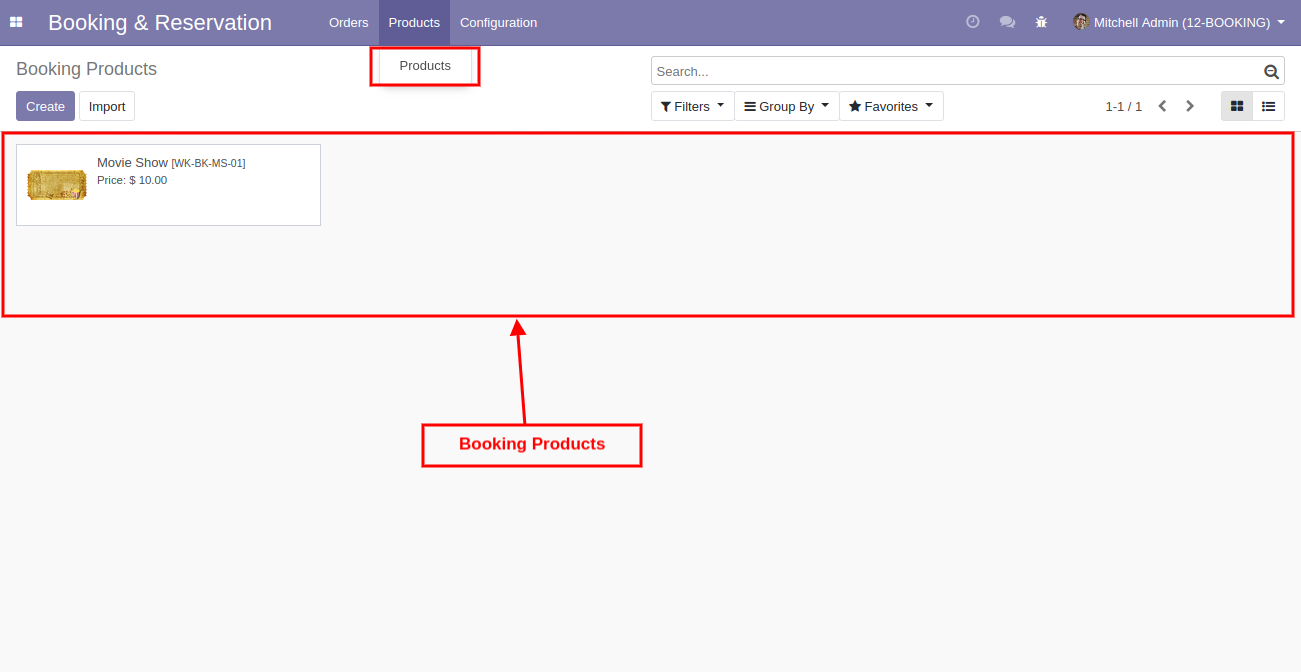 Booking & Reservation Orders Products Configuration Mitchell Admin (12-BOOKING)
Products
Booking Products
Search...
Create Import Filters Group By Favorites 1-1 / 1
Movie Show [WK-BK-MS-01]
Price: $ 10.00
Booking Products